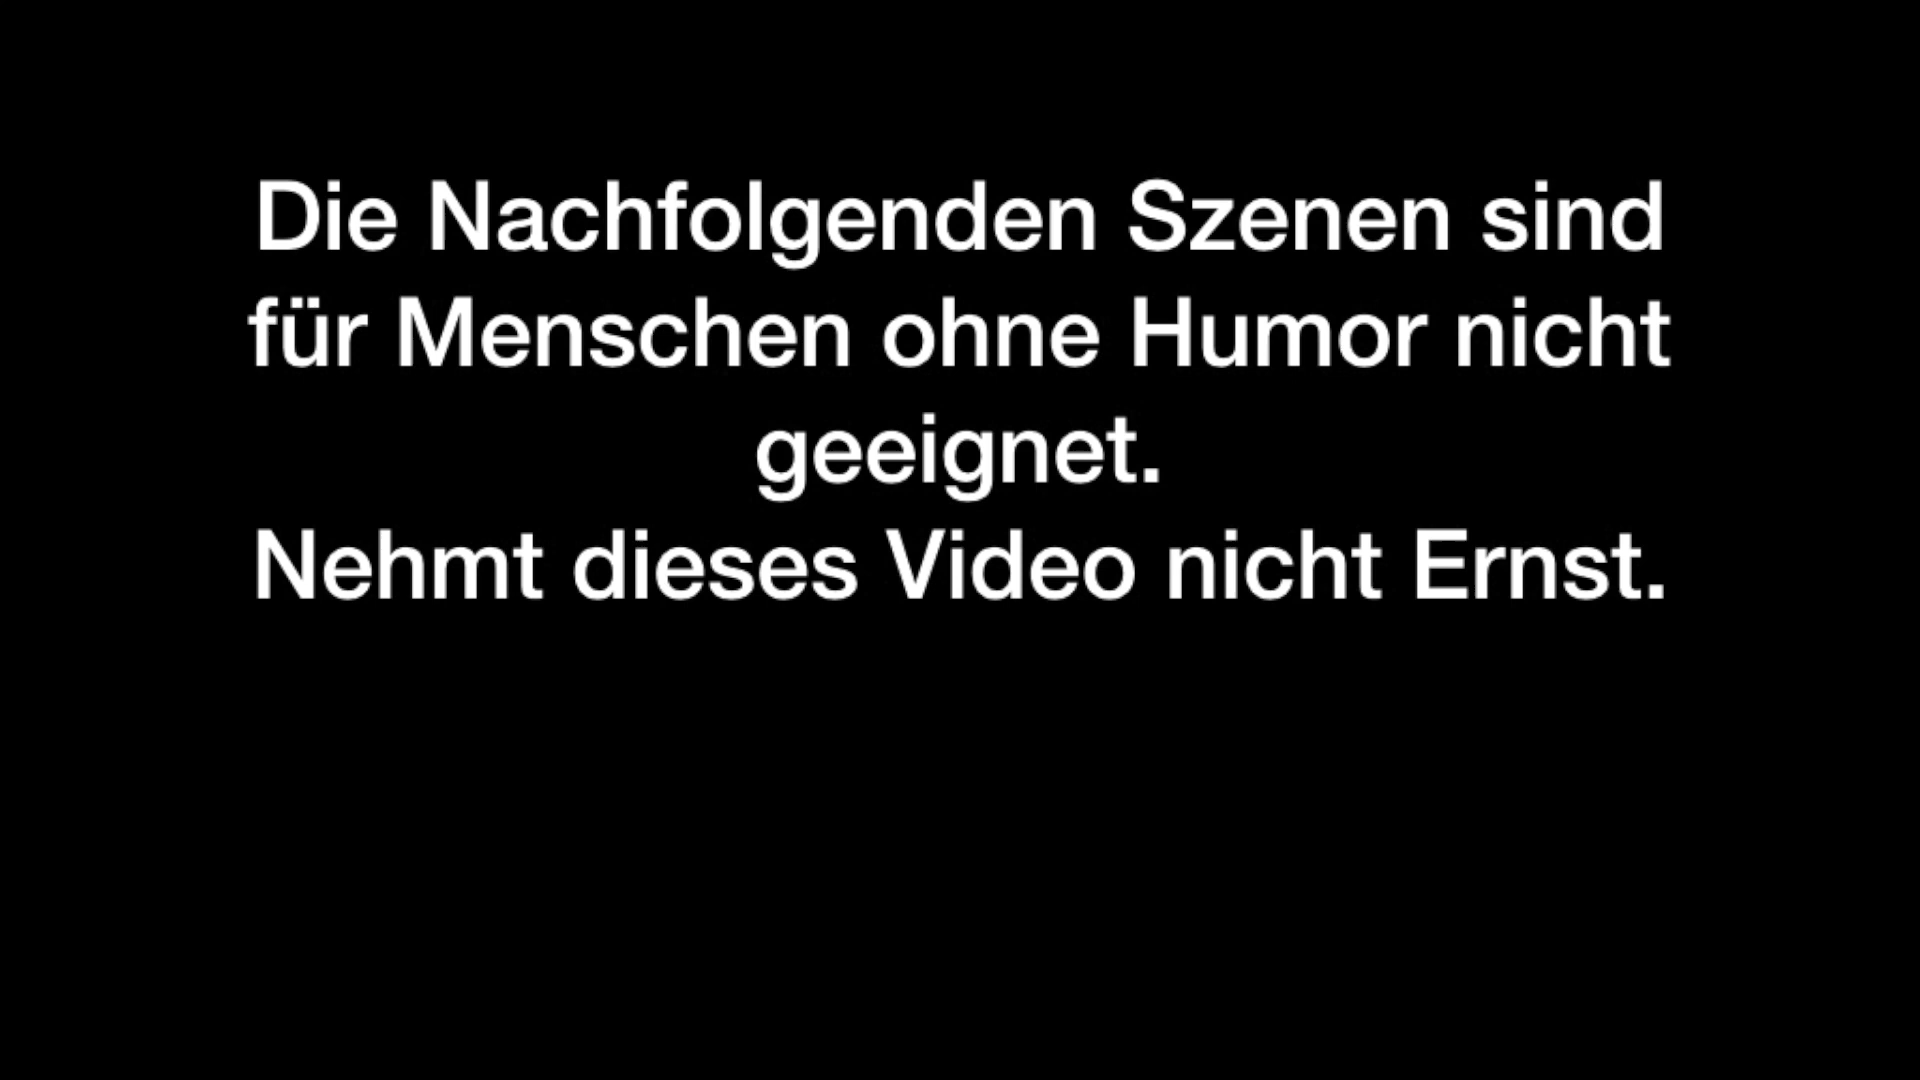 Die Nachfolgenden Szenen sind
für Menschen ohne Humor nicht
geeignet.
Nehmt dieses Video nicht Ernst.